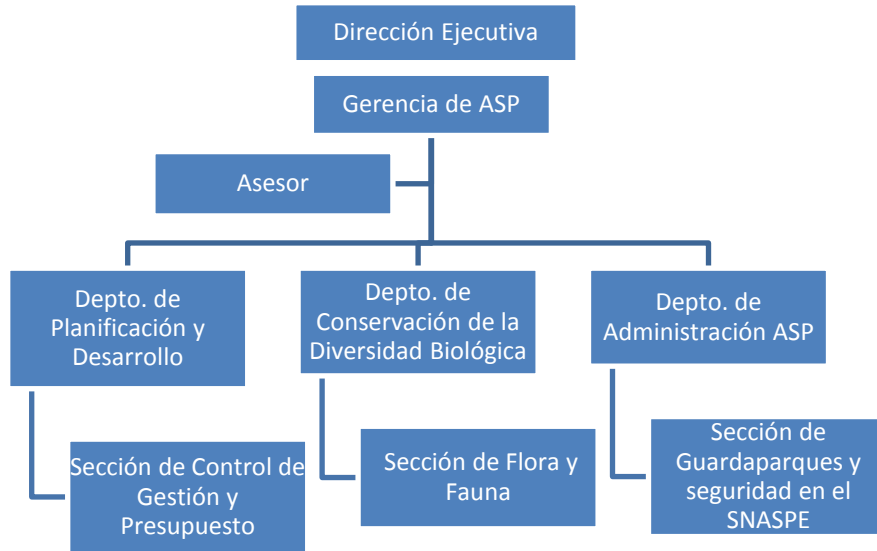 Dirección Ejecutiva
Gerencia de ASP
Asesor
Depto. de
Planificación y
Desarrollo
Depto. de
Conservación de la
Diversidad Biológica
Depto. de
Administración ASP
Sección de Control de
Gestión y
Presupuesto
Sección de Flora y
Fauna
Sección de
Guardaparques y
seguridad en el
SNASPE